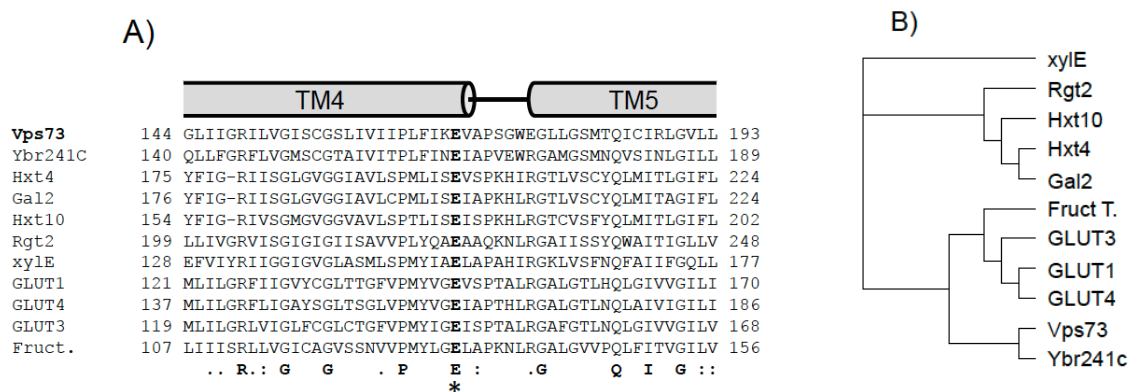 A)
TM4 TM5
Vps73 144 GLIIGRILVGISCGSLIVIIPLFIKEVAPSGWEGLLGSMTQICIRLGVLL 193
Ybr241C 140 QLLFGRFLVGMSCGTAIVITPLFINEIAPVEWRGAMGSMNQVSINLGILL 189
Hxt4 175 YFIG-RIISGLGVGGIAVLSPMLISEVSPKHIRGTLVSCYQLMITLGIFL 224
Gal2 176 YFIG-RIISGLGVGGIAVLCPMLISEIAPKHLRGTLVSCYQLMITAGIFL 224
Hxt10 154 YFIG-RIVSGMGVGGVAVLSPTLISEISPKHLRGTCVSFYQLMITLGIFL 202
Rgt2 199 LLIVGRVISGIGIGIISAVVPLYQAEAAQKNLRGAIISSYQWAITIGLLV 248
xylE 128 EFVIYRIIGGIGVGLASMLSPMYIAELAPAHIRGKLVSFNQFAIIFGQLL 177
GLUT1 121 MLILGRFIIGVYCGLTTGFVPMYVGEVSPTALRGALGTLHQLGIVVGILI 170
GLUT4 137 MLILGRFLIGAYSGLTSGLVPMYVGEIAPTHLRGALGTLNQLAIVIGILI 186
GLUT3 119 MLILGRLVIGLFCGLCTGFVPMYIGEISPTALRGAFGTLNQLGIVVGILV 168
Fruct. 107 LIIISRLLVGICAGVSSNVVPMYLGELAPKNLRGALGVVPQLFITVGILV 156
.. R.: G G . P E : .G Q I G ::
*
B)
xylE
Rgt2
Hxt10
Hxt4
Gal2
Fruct T.
GLUT3
GLUT1
GLUT4
Vps73
Ybr241c